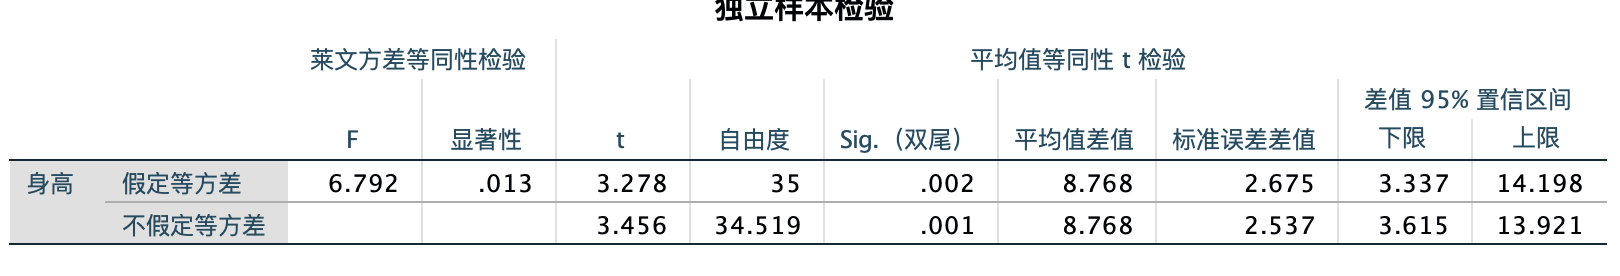 独立样本检验
莱文方差等同性检验 平均值等同性 t 检验
差值 95% 置信区间
F 显著性 t 自由度 Sig.（双尾） 平均值差值 标准误差差值 下限 上限
身高 假定等方差 6.792 .013 3.278 35 .002 8.768 2.675 3.337 14.198
不假定等方差 3.456 34.519 .001 8.768 2.537 3.615 13.921